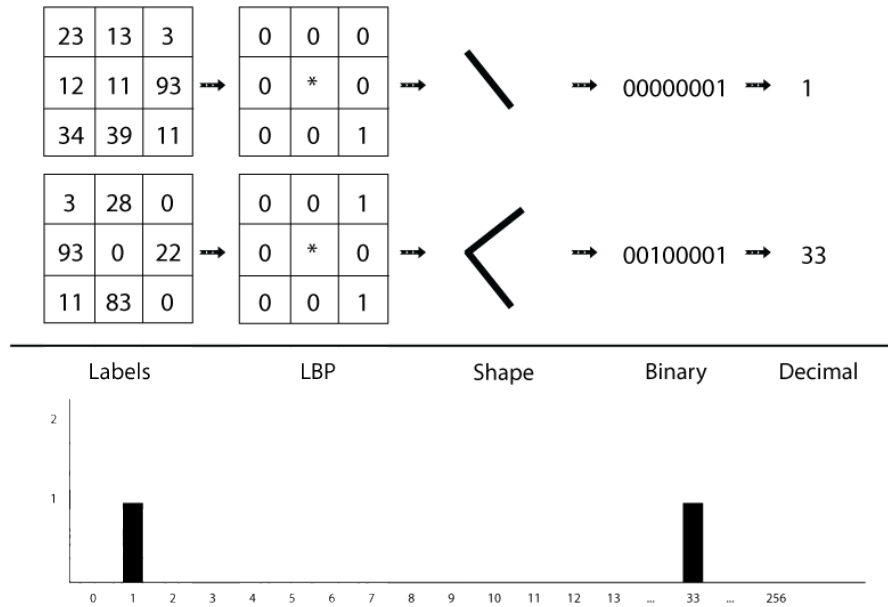 23 13 3 0 0 0
12 11 93 0 * 0 00000001 1
34 39 11 0 0 1
3 28 0 0 0 1
93 0 22 0 * 0 00100001 33
11 83 0 0 0 1
Labels LBP Shape Binary Decimal
2
1
0 1 2 3 4 5 6 7 8 9 10 11 12 13 ... 33 ... 256